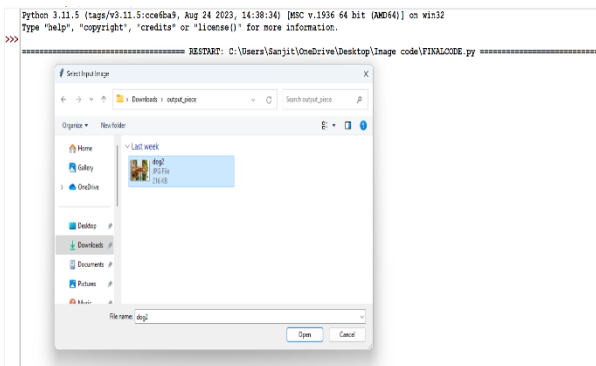 Python 3.11.5 (tags/v3.11.5:cce6ba9, Aug 24 2023, 14:38:34) [MSC v.1936 64 bit (AMD64)] on win32
Type "help", "copyright", "credits" or "license()" for more information.
>>>
=================================== RESTART: C:\Users\Sanjit\OneDrive\Desktop\Image code\FINALCODE.py ==========================
Select Input Image
Downloads > output_piece
Search output_piece
Organize
New folder
Home
Gallery
OneDrive
Desktop
Downloads
Documents
Pictures
Music
Last week
dog2
JPG File
216 KB
File name: dog2
Open
Cancel